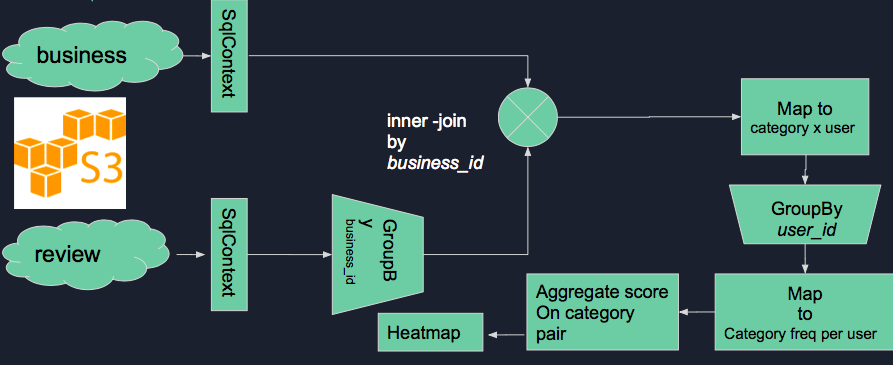 business
SqlContext
S3
inner -join
by
business_id
Map to
category x user
GroupBy
user_id
review
SqlContext
GroupB
y
business_id
Map
to
Category freq per user
Aggregate score
On category
pair
Heatmap